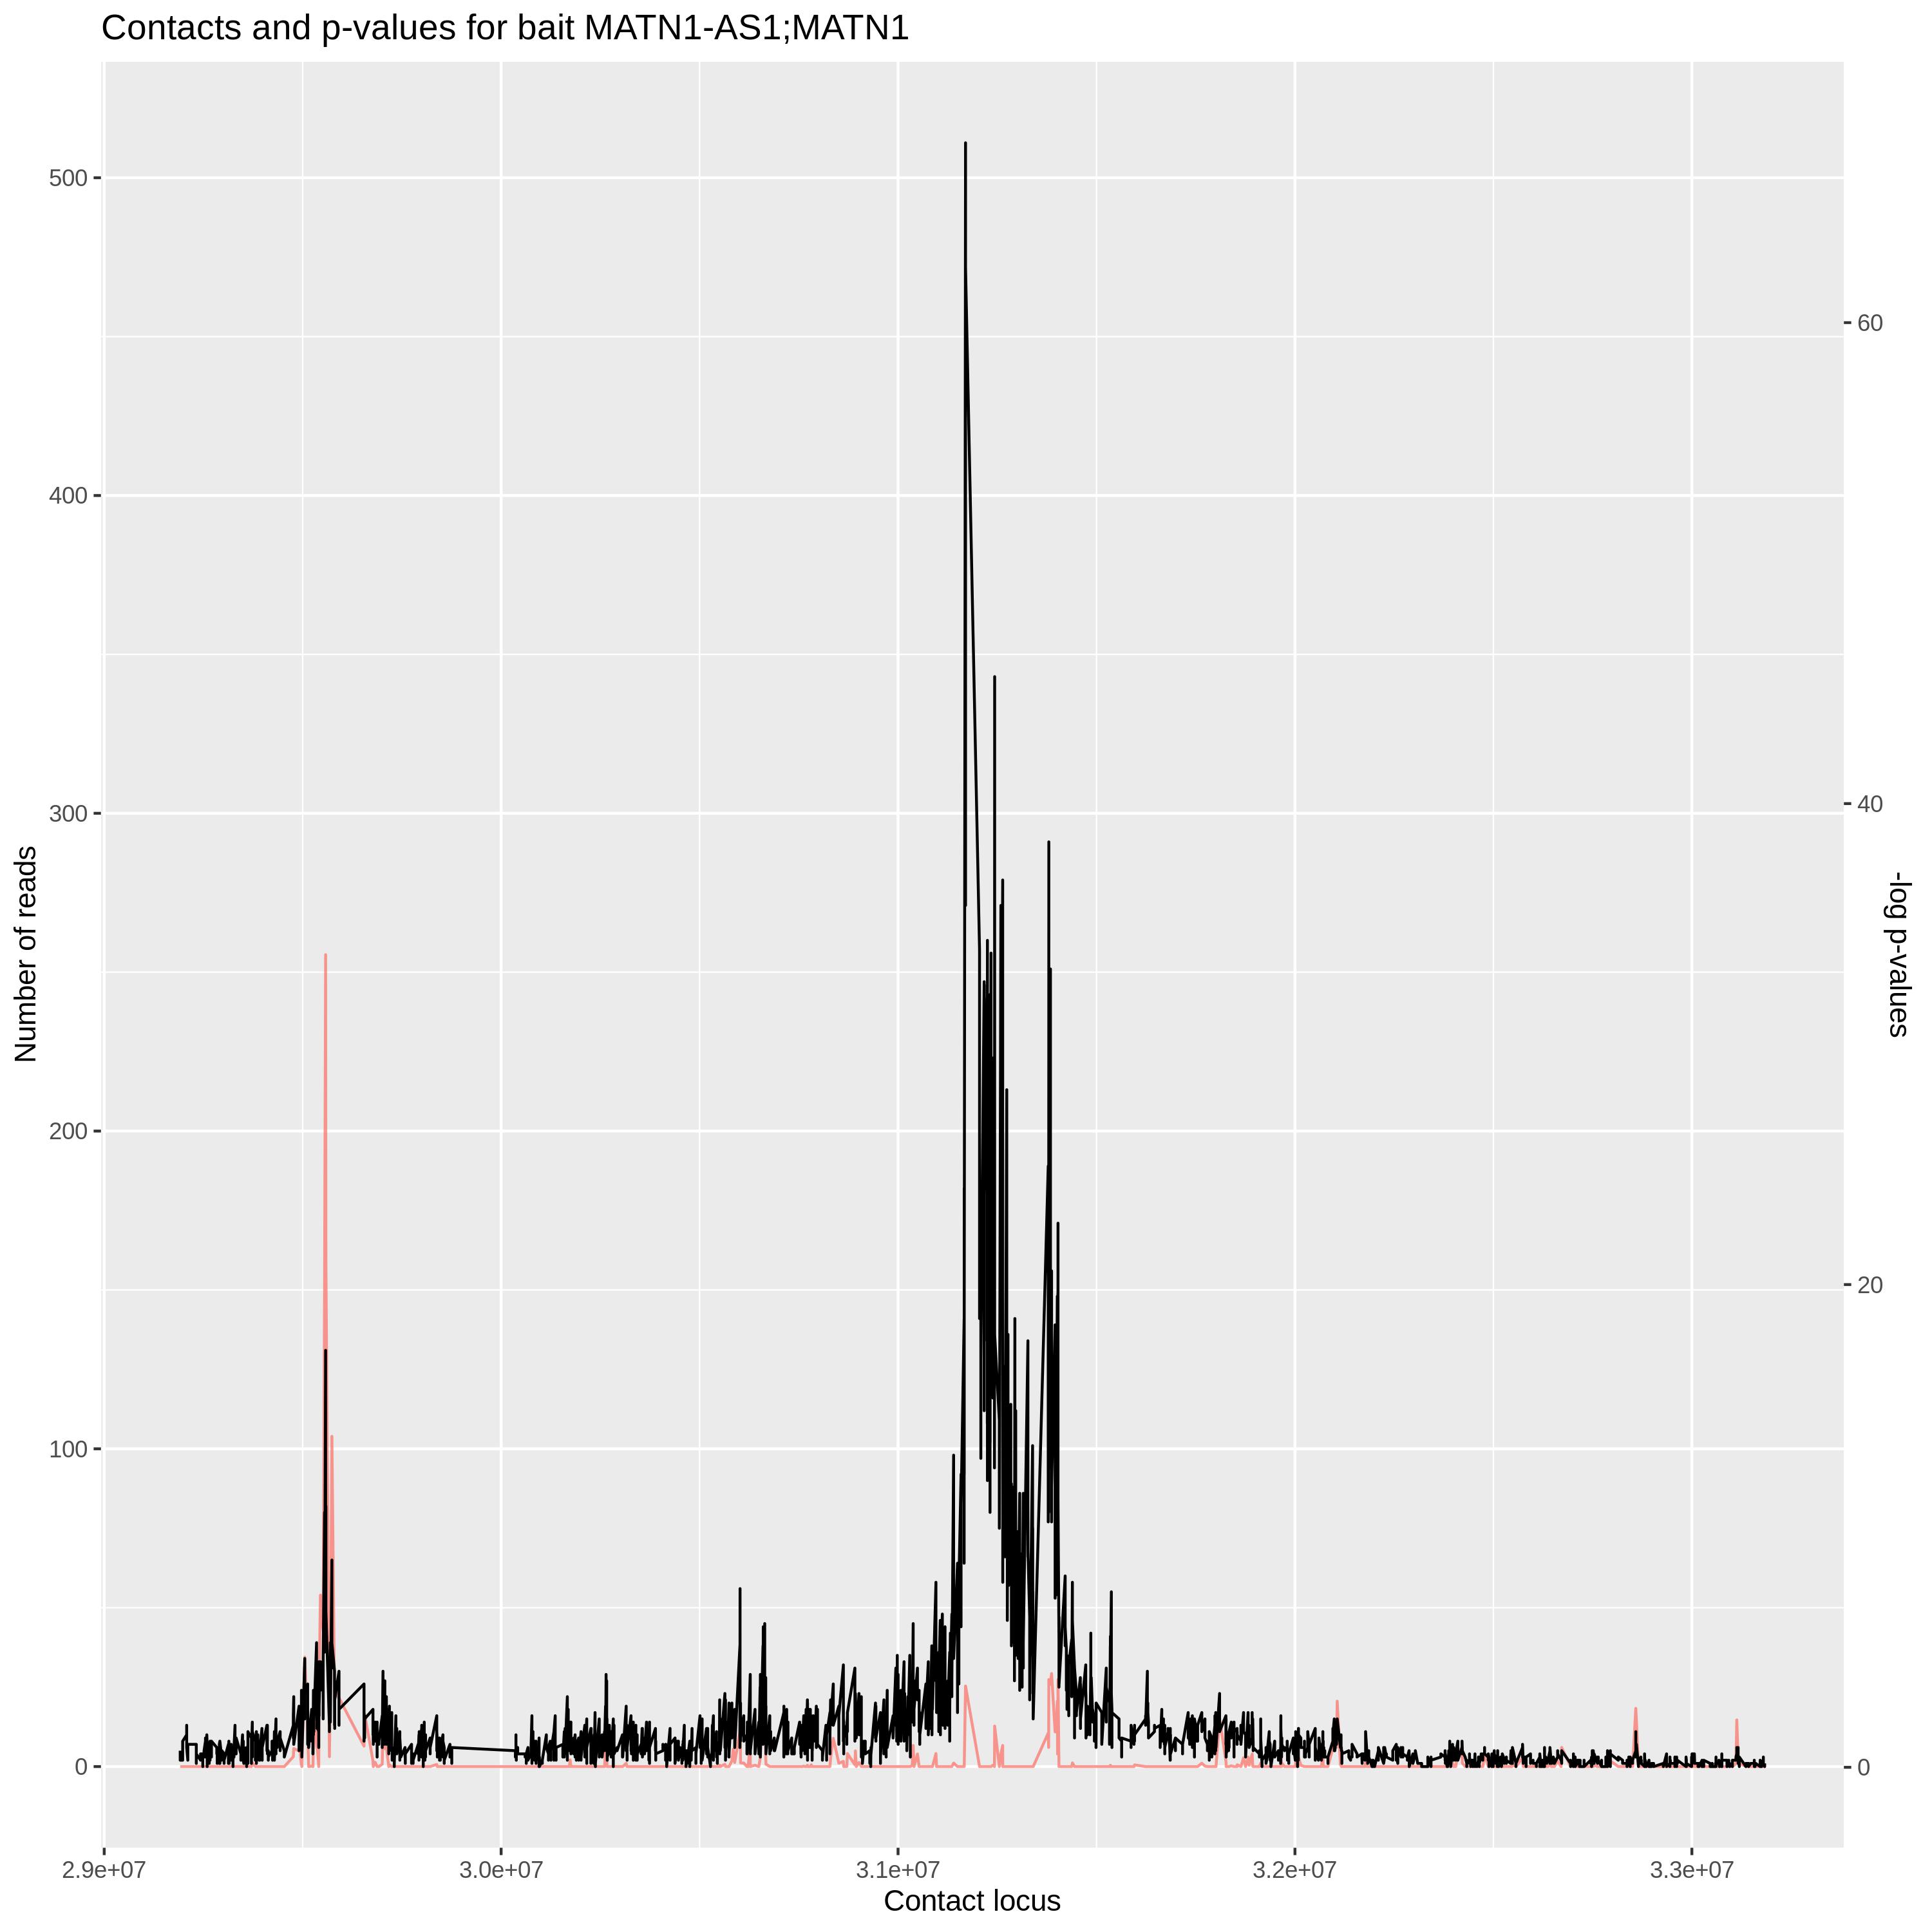 Contacts and p-values for bait MATN1-AS1;MATN1
500
400
300
200
100
0
Number of reads
60
40
20
0
-log p-values
2.9e+07 3.0e+07 3.1e+07 3.2e+07 3.3e+07
Contact locus